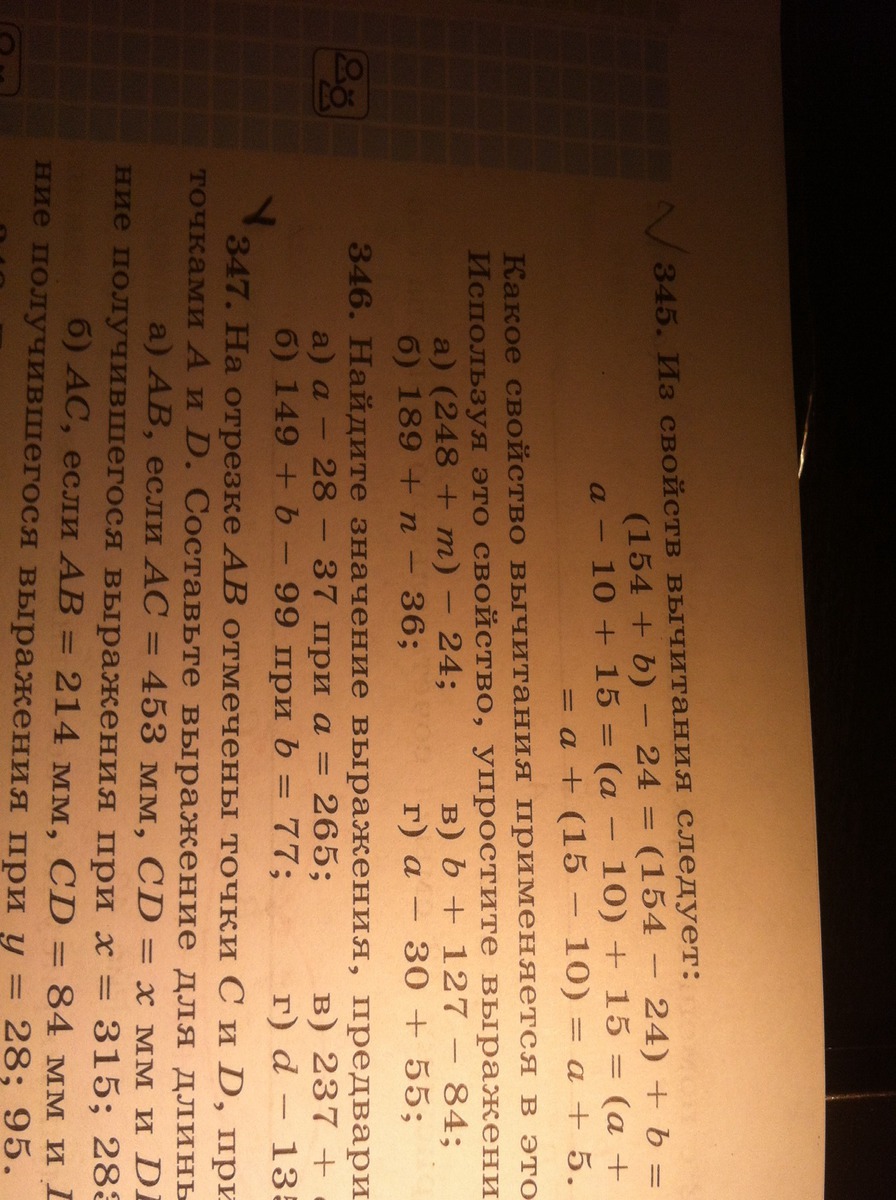 345. Из свойств вычитания следует:
(154 + b) − 24 = (154 − 24) + b =
a − 10 + 15 = (a − 10) + 15 = (a +
= a + (15 − 10) = a + 5.
Какое свойство вычитания применяется в это
Используя это свойство, упростите выражени
а) (248 + m) − 24; в) b + 127 − 84;
б) 189 + n − 36; г) a − 30 + 55;
346. Найдите значение выражения, предвари
а) a − 28 − 37 при a = 265; в) 237 +
б) 149 + b − 99 при b = 77; г) d − 135
347. На отрезке AB отмечены точки C и D, при
точками A и D. Составьте выражение для длины
а) AB, если AC = 453 мм, CD = x мм и D
ние получившегося выражения при x = 315; 283
б) AC, если AB = 214 мм, CD = 84 мм и
ние получившегося выражения при y = 28; 95.